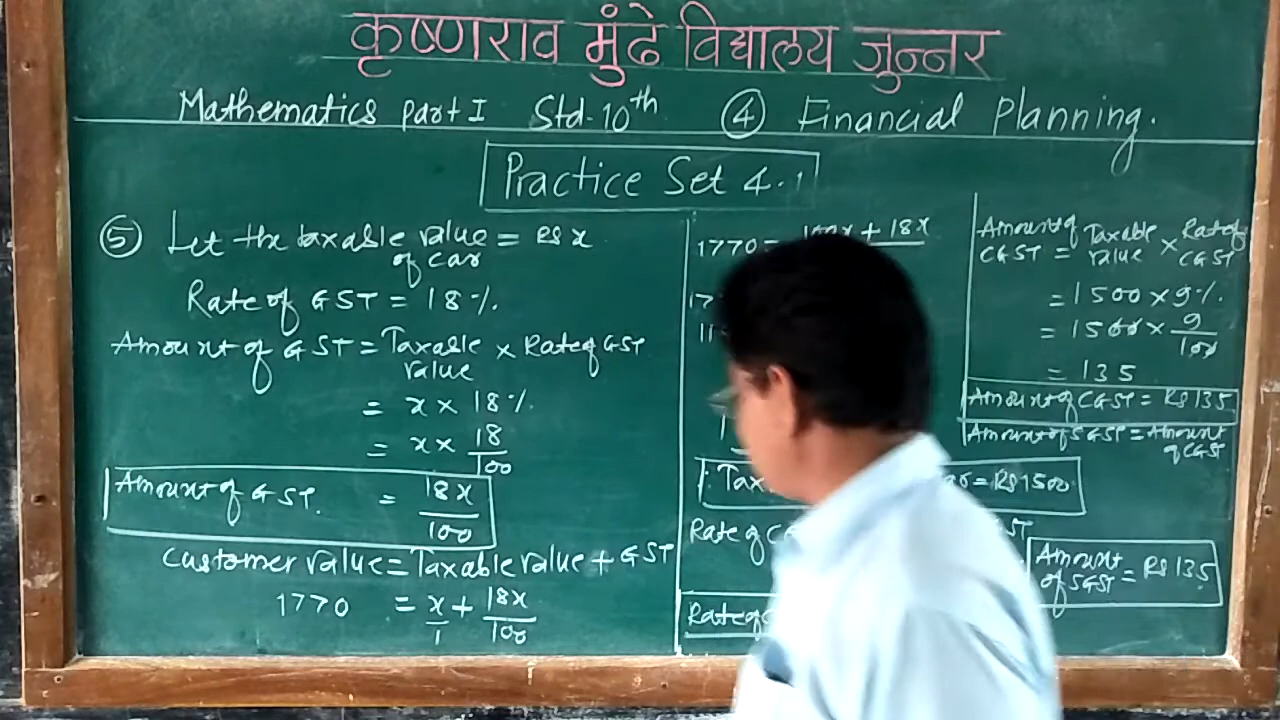 कृष्णराव मुंढे विद्यालय जुन्नर
Mathematics part I Std. 10th ④ Financial Planning.
Practice Set 4.1
⑤ Let the taxable value = Rs x
of car
Rate of GST = 18%.
Amount of GST = Taxable × Rate of GST
value
= x × 18%.
= x × 18/100
Amount of GST. = 18x/100
Customer value = Taxable value + GST
1770 = x/1 + 18x/100
1770 = 100x + 18x
17
11
Tax = Rs 1500
Rate of
Rate of
Amount of Taxable Rate of
CGST = value × CGST
= 1500 × 9%.
= 1500 × 9/100
= 135
Amount of CGST = Rs 135
Amount of SGST = Amount
of CGST
Amount
of SGST = Rs 135